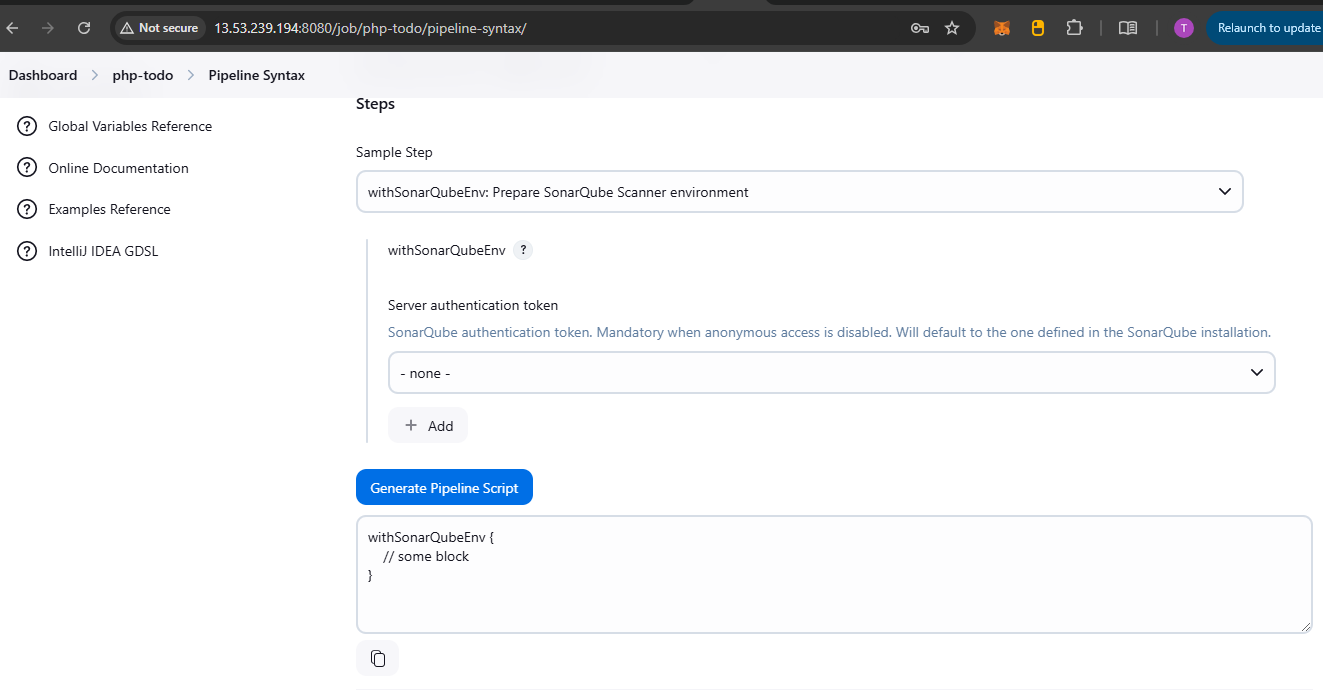 Not secure 13.53.239.194:8080/job/php-todo/pipeline-syntax/ T Relaunch to update
Dashboard php-todo Pipeline Syntax
? Global Variables Reference
? Online Documentation
? Examples Reference
? IntelliJ IDEA GDSL
Steps
Sample Step
withSonarQubeEnv: Prepare SonarQube Scanner environment
withSonarQubeEnv ?
Server authentication token
SonarQube authentication token. Mandatory when anonymous access is disabled. Will default to the one defined in the SonarQube installation.
- none -
+ Add
Generate Pipeline Script
withSonarQubeEnv {
// some block
}